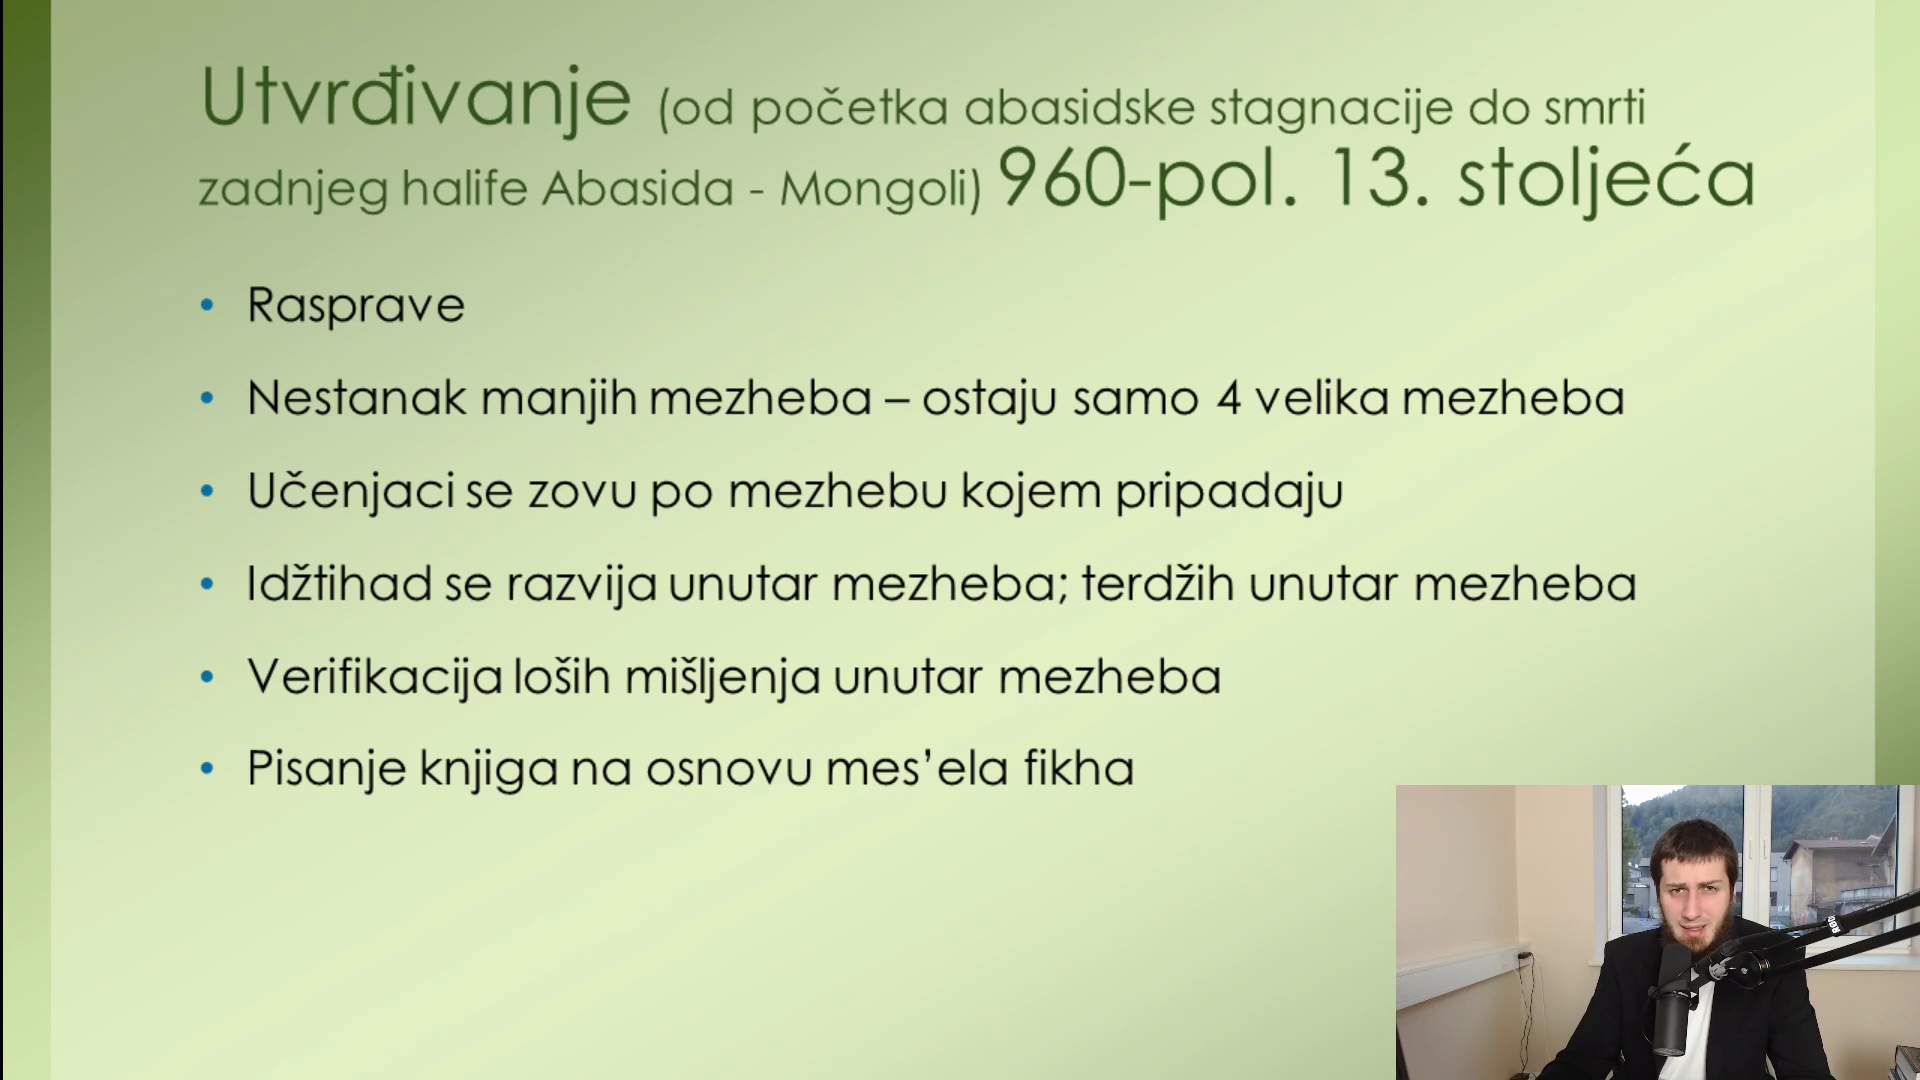 Utvrđivanje (od početka abasidske stagnacije do smrti
zadnjeg halife Abasida - Mongoli) 960-pol. 13. stoljeća
• Rasprave
• Nestanak manjih mezheba – ostaju samo 4 velika mezheba
• Učenjaci se zovu po mezhebu kojem pripadaju
• Idžtihad se razvija unutar mezheba; terdžih unutar mezheba
• Verifikacija loših mišljenja unutar mezheba
• Pisanje knjiga na osnovu mes’ela fikha